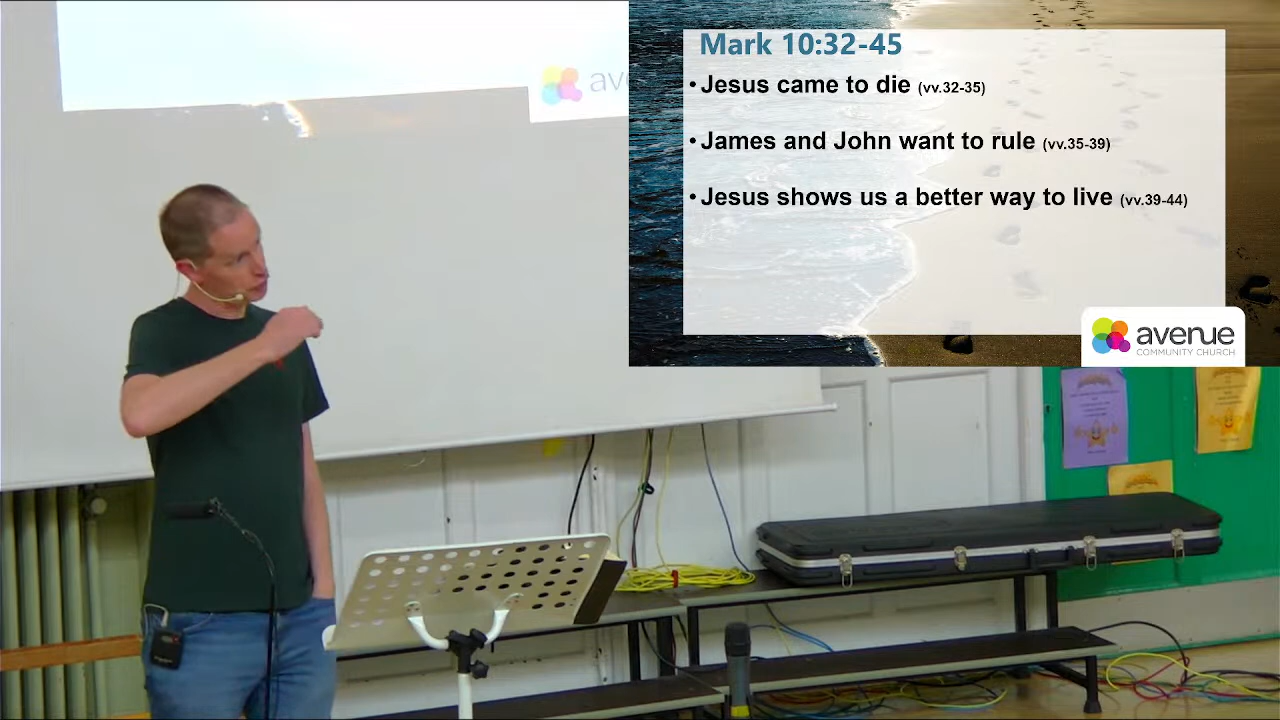 av
Mark 10:32-45
• Jesus came to die (vv.32-35)
• James and John want to rule (vv.35-39)
• Jesus shows us a better way to live (vv.39-44)
avenue
COMMUNITY CHURCH